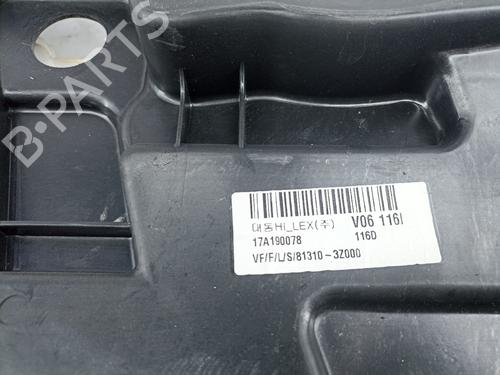 B-PARTS
대동HI_LEX(주) V06 116I
17A190078 116D
VF/F/L/S/81310-3Z000